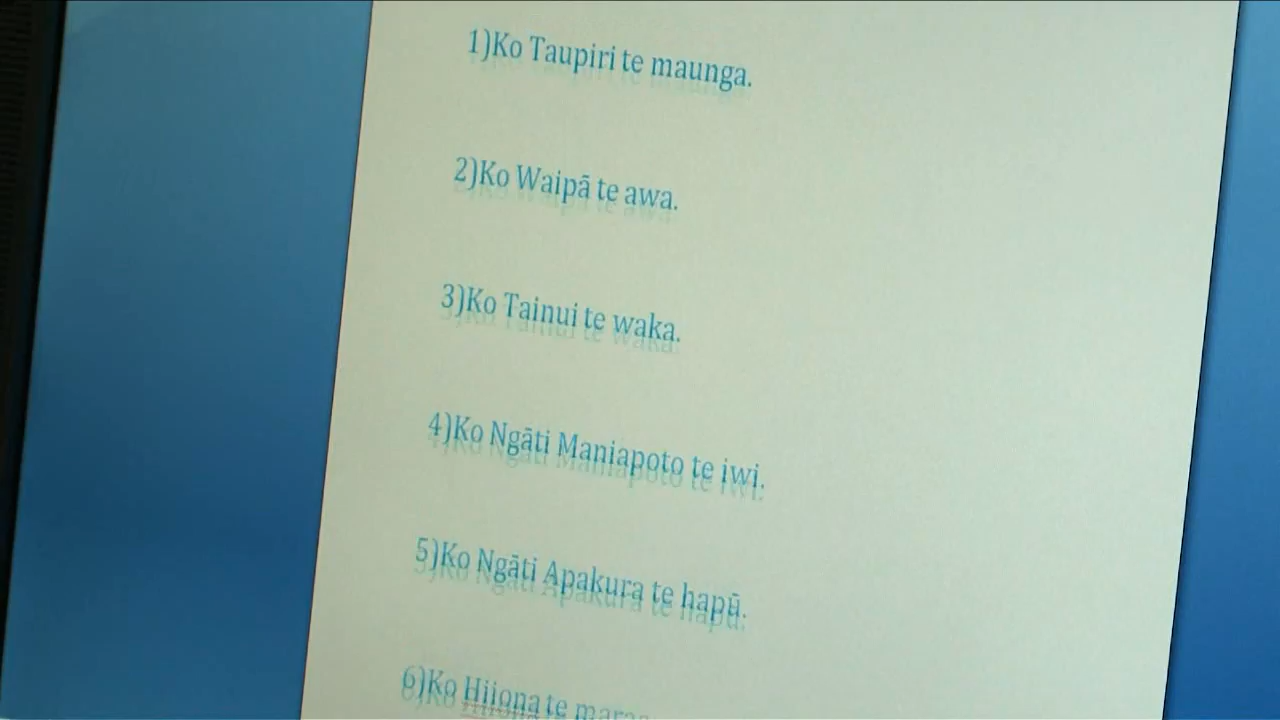 1)Ko Taupiri te maunga.
2)Ko Waipā te awa.
3)Ko Tainui te waka.
4)Ko Ngāti Maniapoto te iwi.
5)Ko Ngāti Apakura te hapū.
6)Ko Hiiona te